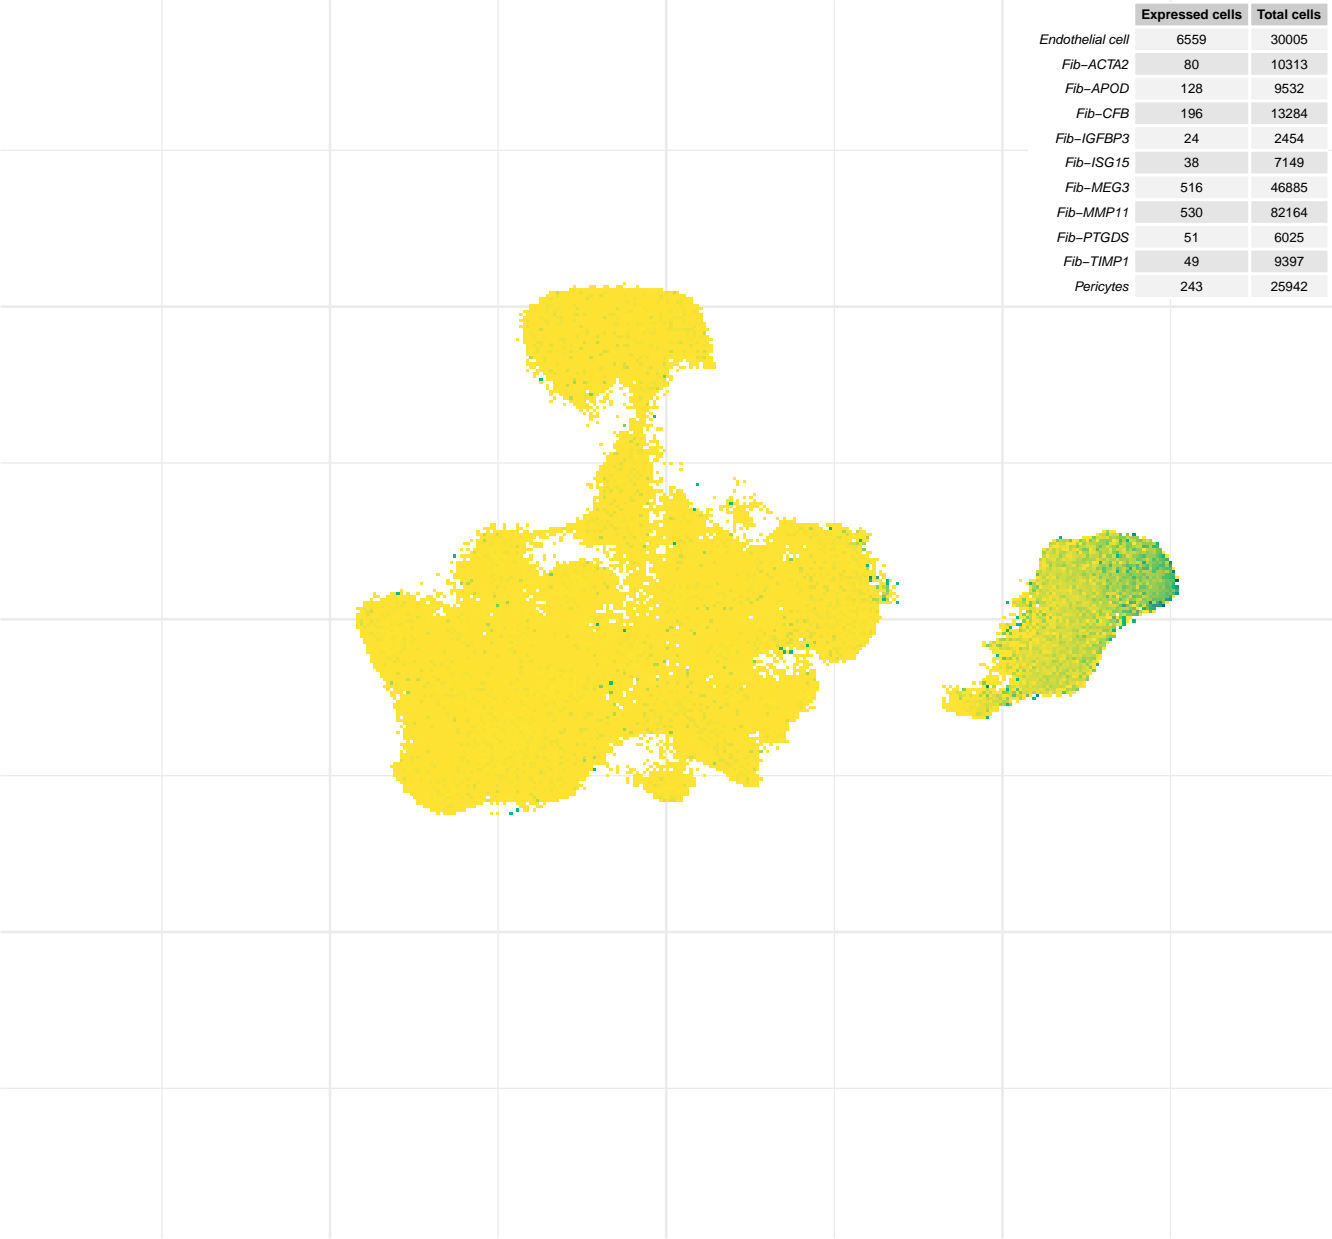 Expressed cells Total cells
Endothelial cell 6559 30005
Fib−ACTA2 80 10313
Fib−APOD 128 9532
Fib−CFB 196 13284
Fib−IGFBP3 24 2454
Fib−ISG15 38 7149
Fib−MEG3 516 46885
Fib−MMP11 530 82164
Fib−PTGDS 51 6025
Fib−TIMP1 49 9397
Pericytes 243 25942